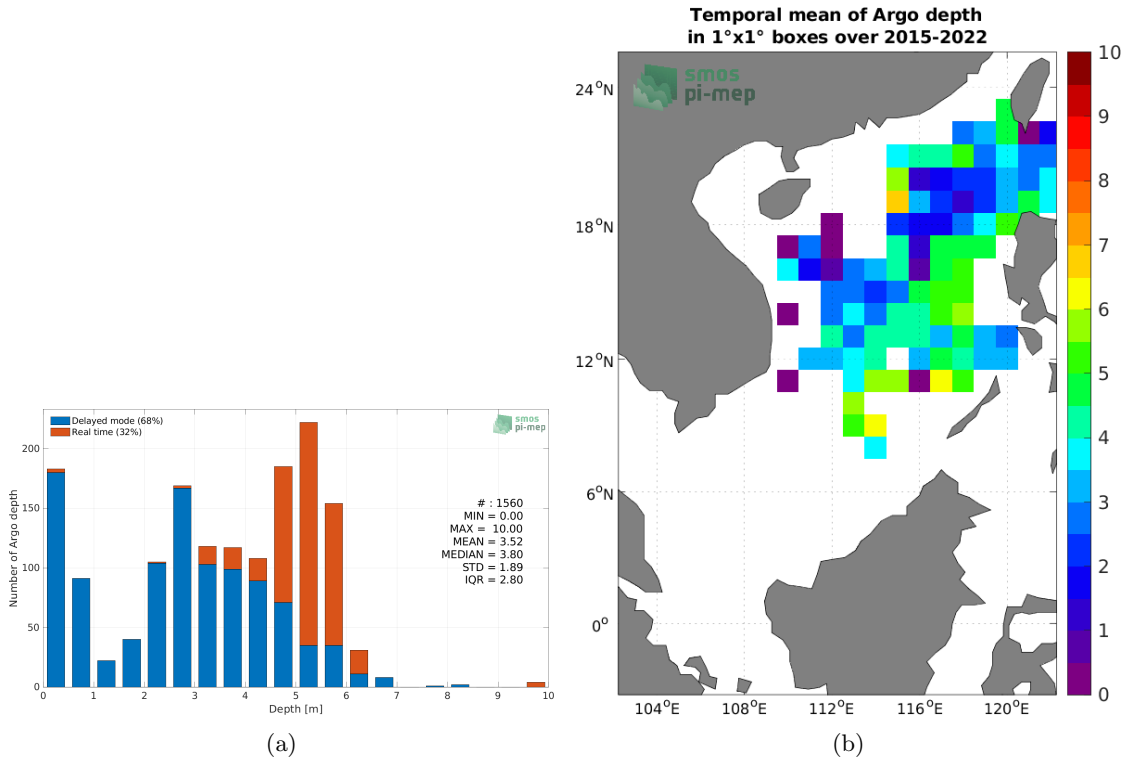 Delayed mode (68%)
Real time (32%)
smos
pi-mep
Number of Argo depth
200
150
100
50
0
# : 1560
MIN = 0.00
MAX = 10.00
MEAN = 3.52
MEDIAN = 3.80
STD = 1.89
IQR = 2.80
0 1 2 3 4 5 6 7 8 9 10
Depth [m]
(a)
Temporal mean of Argo depth
in 1°x1° boxes over 2015-2022
smos
pi-mep
24°N
18°N
12°N
6°N
0°
104°E 108°E 112°E 116°E 120°E
10
9
8
7
6
5
4
3
2
1
0
(b)